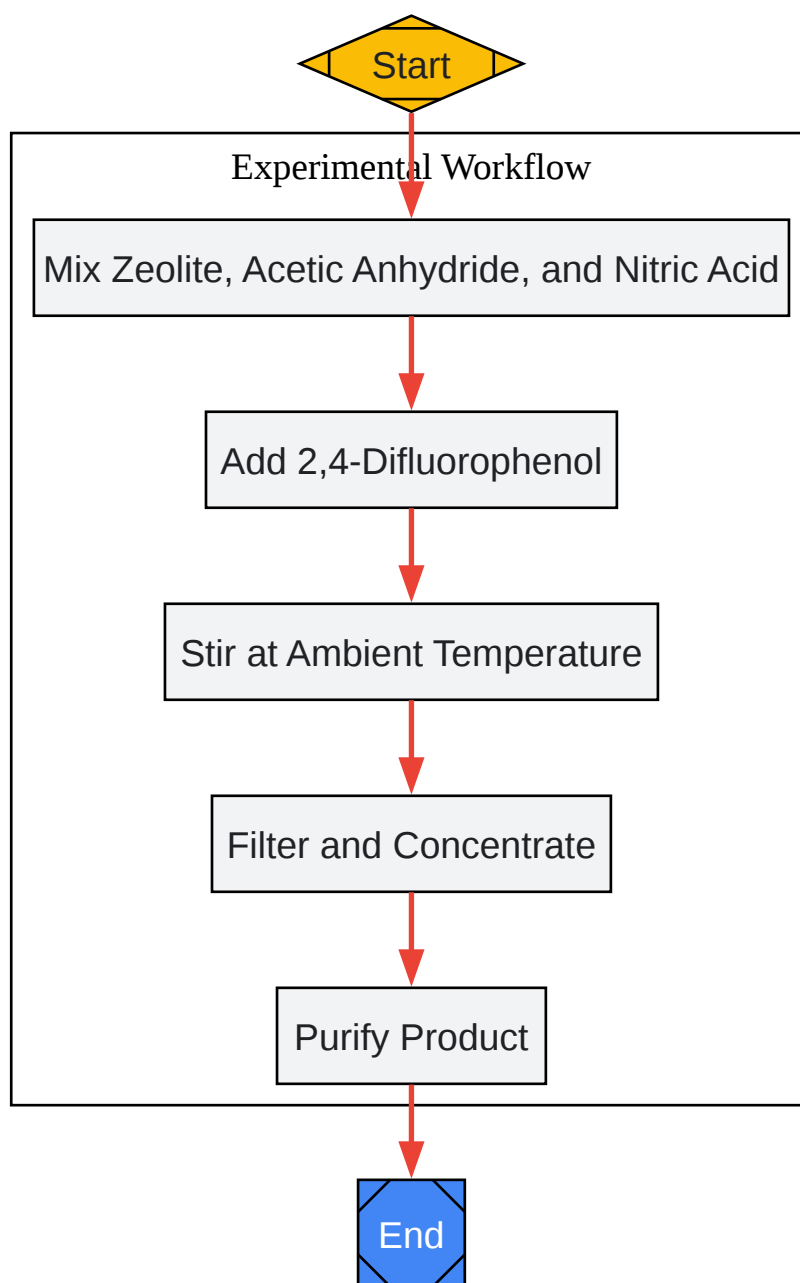 Start
Experimental Workflow
Mix Zeolite, Acetic Anhydride, and Nitric Acid
Add 2,4-Difluorophenol
Stir at Ambient Temperature
Filter and Concentrate
Purify Product
End